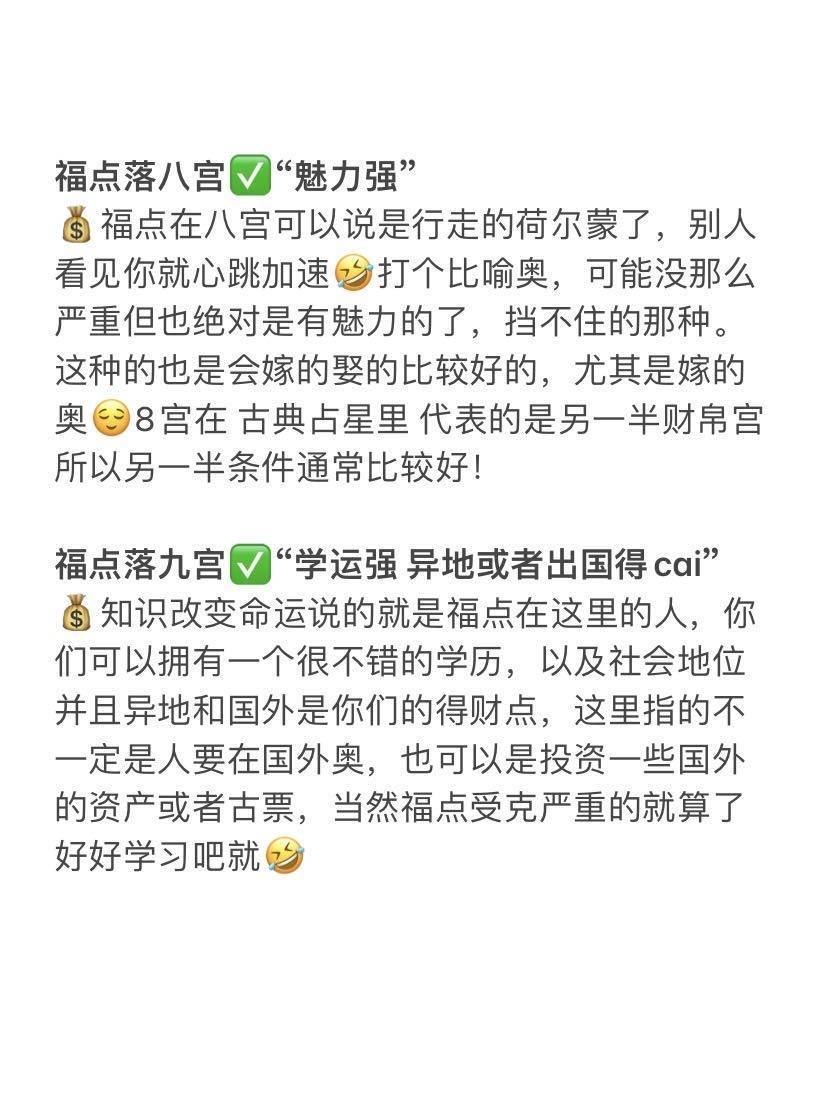 福点落八宫✅“魅力强”
💰福点在八宫可以说是行走的荷尔蒙了，别人
看见你就心跳加速🤣打个比喻奥，可能没那么
严重但也绝对是有魅力的了，挡不住的那种。
这种的也是会嫁的娶的比较好的，尤其是嫁的
奥😌8宫在 古典占星里 代表的是另一半财帛宫
所以另一半条件通常比较好！
福点落九宫✅“学运强 异地或者出国得cai”
💰知识改变命运说的就是福点在这里的人，你
们可以拥有一个很不错的学历，以及社会地位
并且异地和国外是你们的得财点，这里指的不
一定是人要在国外奥，也可以是投资一些国外
的资产或者古票，当然福点受克严重的就算了
好好学习吧就🤣